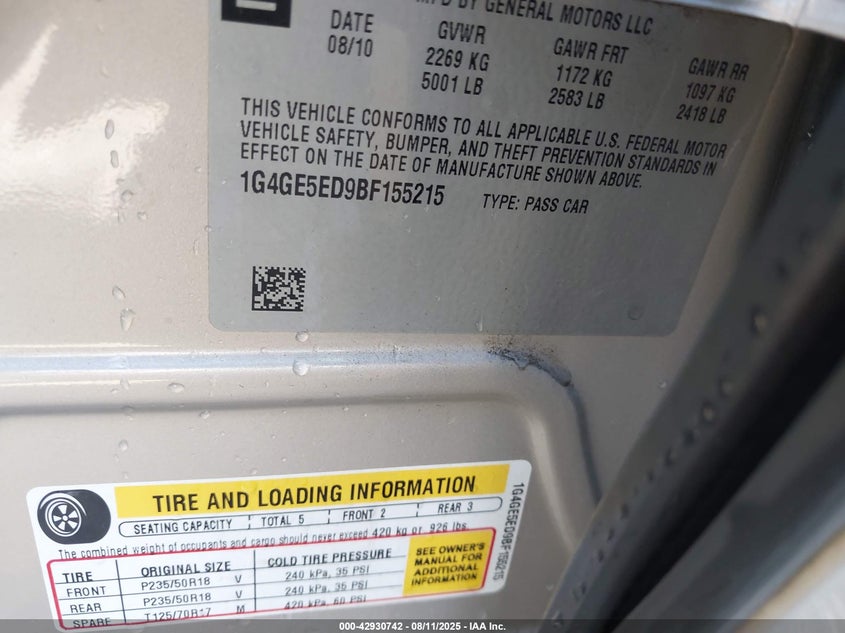 MFD BY GENERAL MOTORS LLC
DATE GVWR GAWR FRT GAWR RR
08/10 2269 KG 1172 KG 1097 KG
5001 LB 2583 LB 2418 LB
THIS VEHICLE CONFORMS TO ALL APPLICABLE U.S. FEDERAL MOTOR
VEHICLE SAFETY, BUMPER, AND THEFT PREVENTION STANDARDS IN
EFFECT ON THE DATE OF MANUFACTURE SHOWN ABOVE.
1G4GE5ED9BF155215 TYPE: PASS CAR
TIRE AND LOADING INFORMATION
SEATING CAPACITY TOTAL 5 FRONT 2 REAR 3
The combined weight of occupants and cargo should never exceed 420 kg or 926 lbs.
TIRE ORIGINAL SIZE COLD TIRE PRESSURE
FRONT P235/50R18 V 240 kPa, 35 PSI
REAR P235/50R18 V 240 kPa, 35 PSI
SPARE T125/70R17 M 420 kPa, 60 PSI
SEE OWNER'S
MANUAL FOR
ADDITIONAL
INFORMATION
1G4GE5ED9BF155215
000-42930742 - 08/11/2025 - IAA Inc.